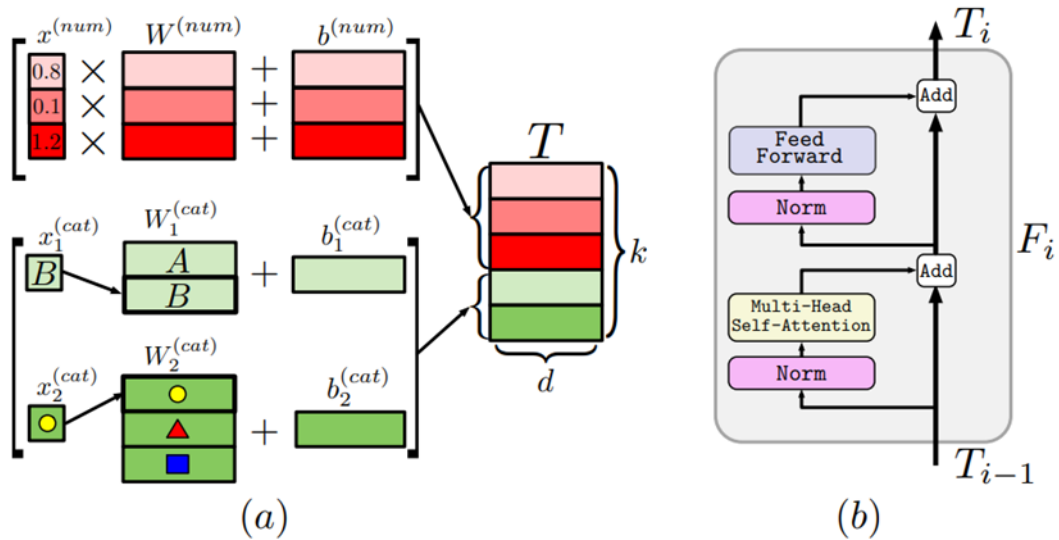 x^{(num)} W^{(num)} b^{(num)}
0.8 × +
0.1 × +
1.2 × +
x_1^{(cat)} W_1^{(cat)} b_1^{(cat)}
B A +
B
x_2^{(cat)} W_2^{(cat)} b_2^{(cat)}
+
T
k
d
(a)
T_i
Add
Feed
Forward
Norm
F_i
Add
Multi-Head
Self-Attention
Norm
T_{i-1}
(b)